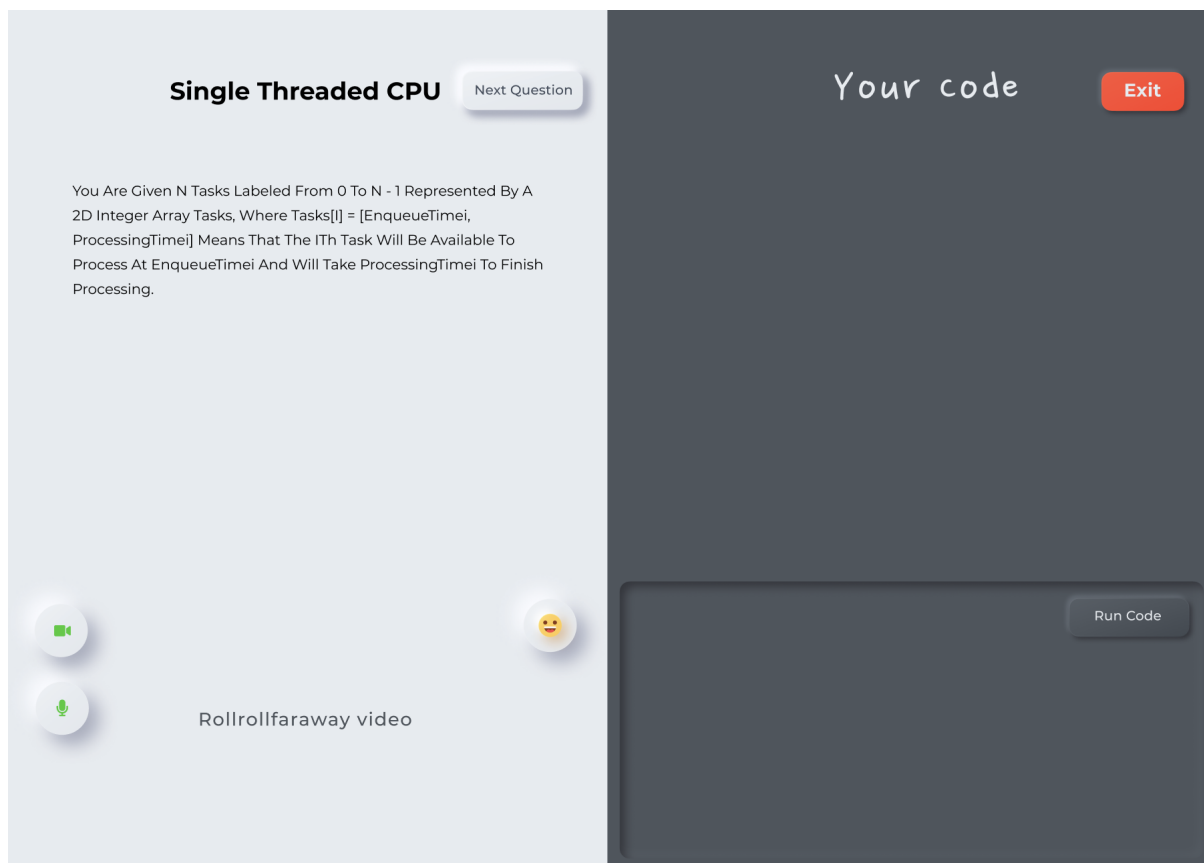 Single Threaded CPU
Next Question
You Are Given N Tasks Labeled From 0 To N - 1 Represented By A
2D Integer Array Tasks, Where Tasks[I] = [EnqueueTimei,
ProcessingTimei] Means That The ITh Task Will Be Available To
Process At EnqueueTimei And Will Take ProcessingTimei To Finish
Processing.
Rollrollfaraway video
Your code
Exit
Run Code